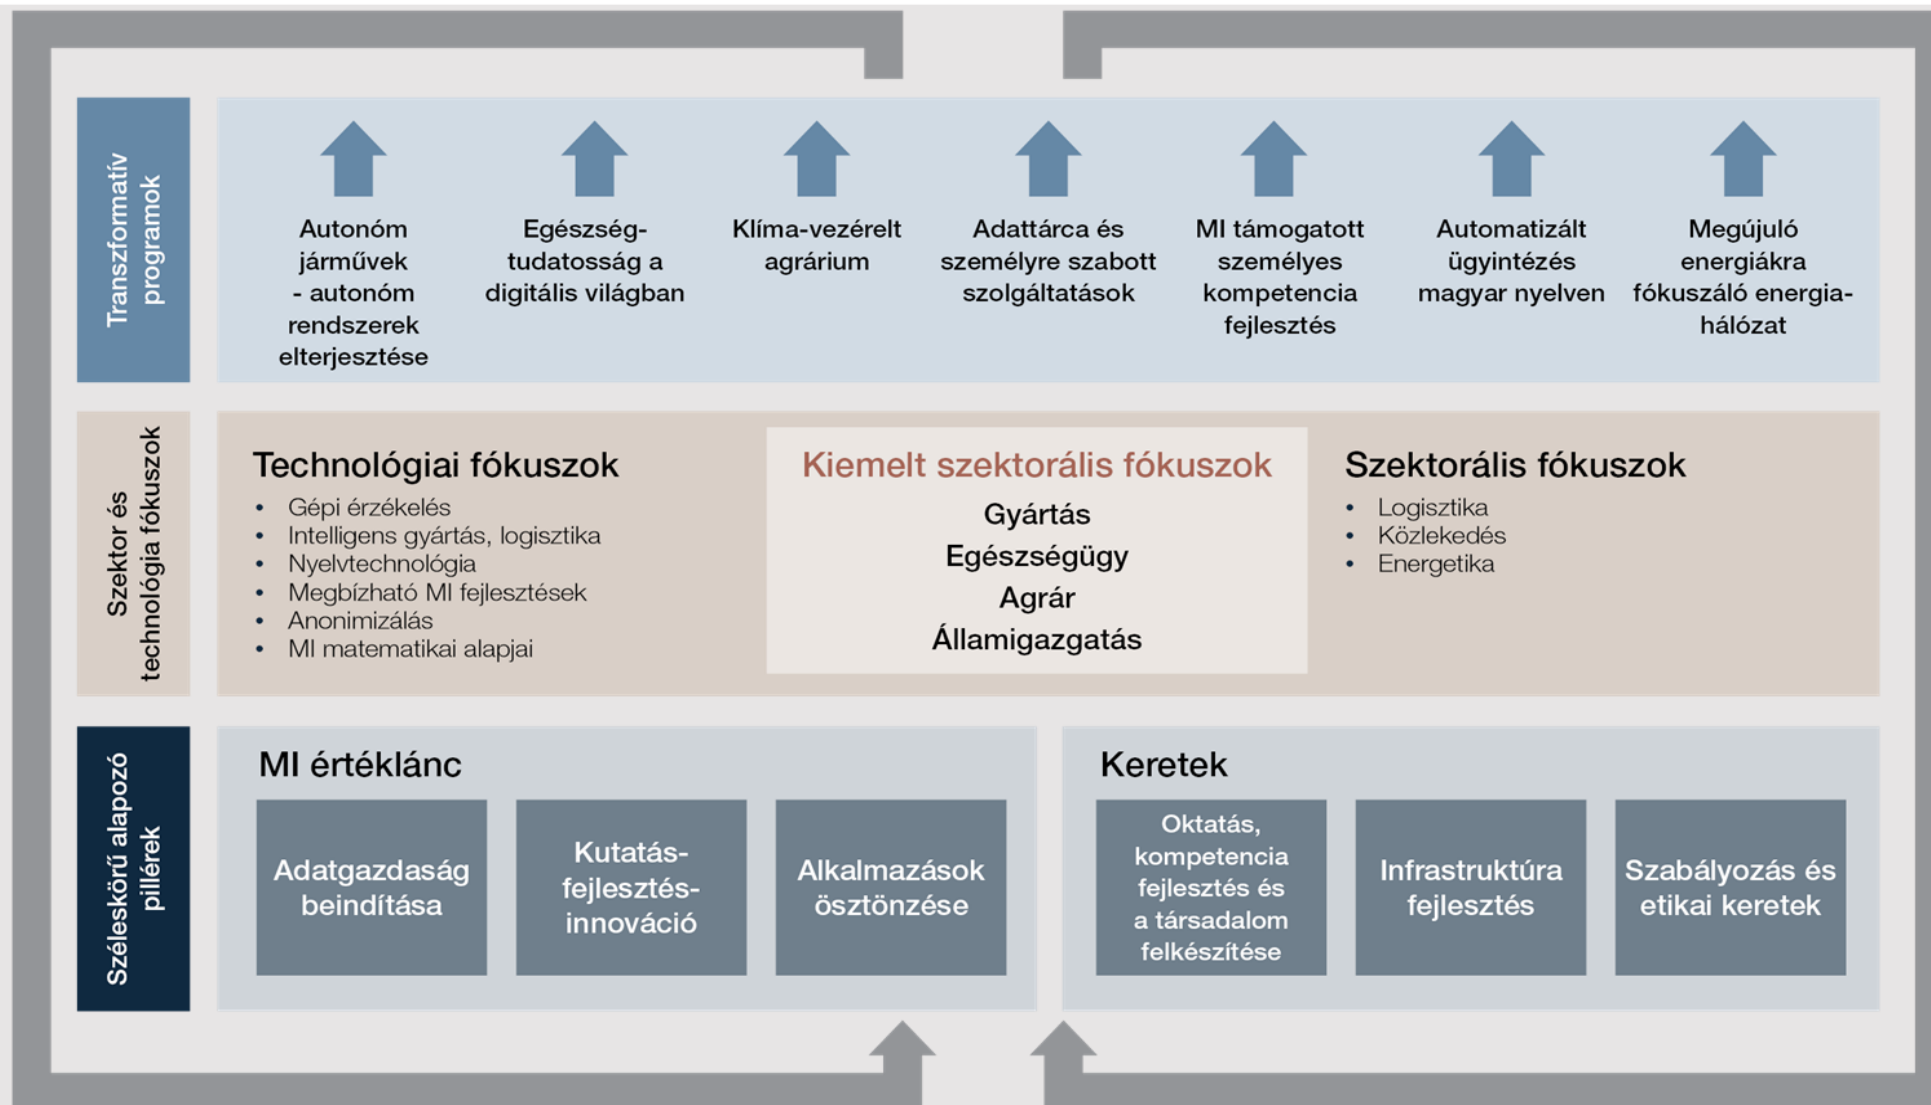 Transzformatív
programok
Autonóm
járművek
- autonóm
rendszerek
elterjesztése
Egészség-
tudatosság a
digitális világban
Klíma-vezérelt
agrárium
Adattárca és
személyre szabott
szolgáltatások
MI támogatott
személyes
kompetencia
fejlesztés
Automatizált
ügyintézés
magyar nyelven
Megújuló
energiákra
fókuszáló energia-
hálózat
Szektor és
technológia fókuszok
Technológiai fókuszok
• Gépi érzékelés
• Intelligens gyártás, logisztika
• Nyelvtechnológia
• Megbízható MI fejlesztések
• Anonimizálás
• MI matematikai alapjai
Kiemelt szektorális fókuszok
Gyártás
Egészségügy
Agrár
Államigazgatás
Szektorális fókuszok
• Logisztika
• Közlekedés
• Energetika
Széleskörű alapozó
pillérek
MI értéklánc
Adatgazdaság
beindítása
Kutatás-
fejlesztés-
innováció
Alkalmazások
ösztönzése
Keretek
Oktatás,
kompetencia
fejlesztés és
a társadalom
felkészítése
Infrastruktúra
fejlesztés
Szabályozás és
etikai keretek